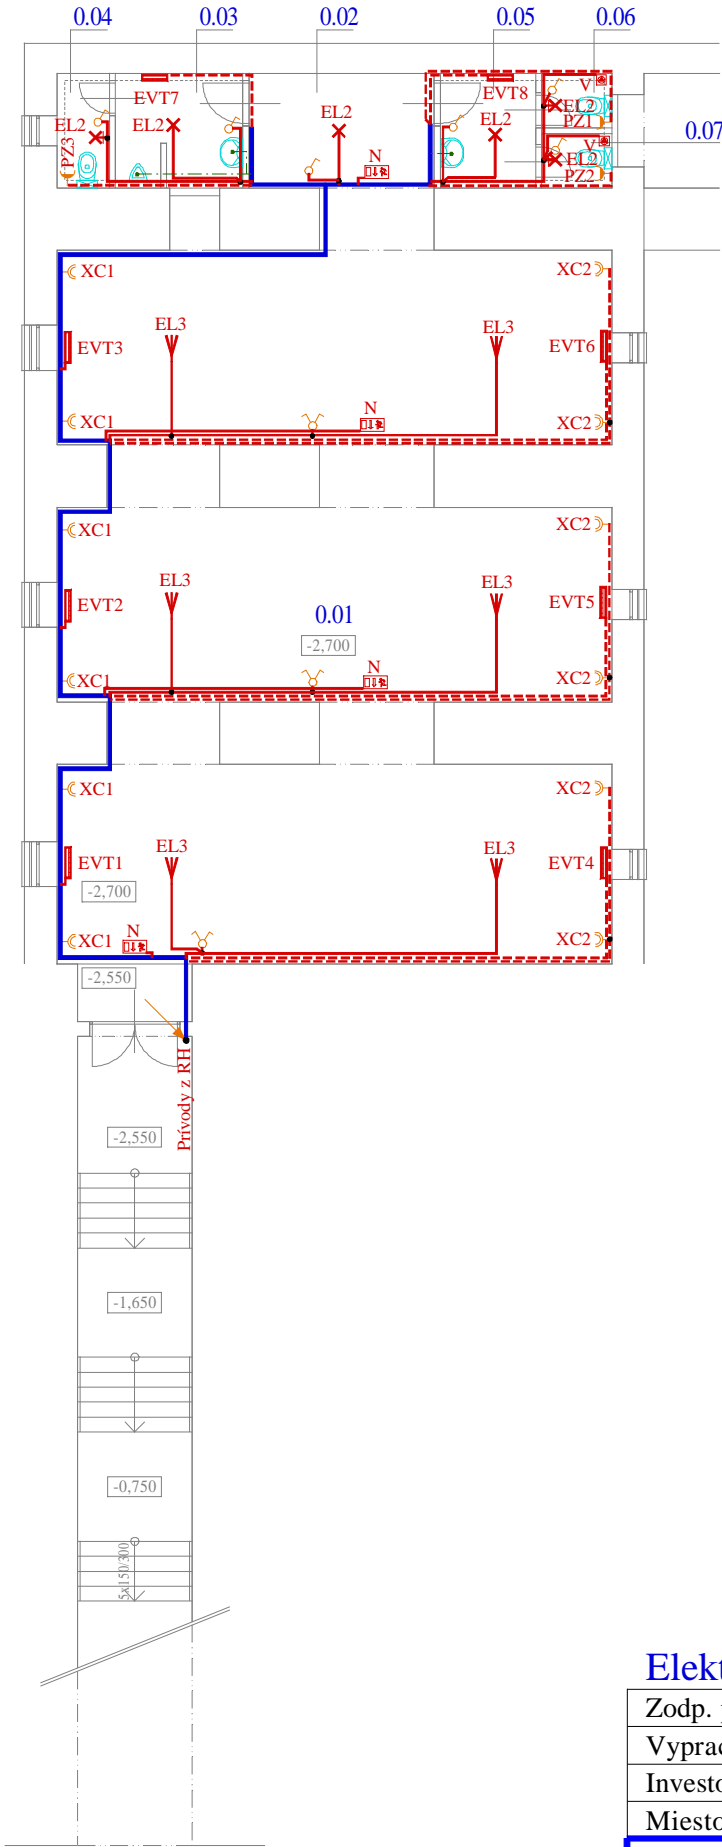 0.04 0.03 0.02 0.05 0.06
EVT7 EVT8 V
EL2 EL2 EL2 EL2 EL2
PZ1
0.07
PZ3 N V
EL2
PZ2
XC1 XC2
EL3 EL3
EVT3 EVT6
N
XC1 XC2
XC1 XC2
EL3 EL3
EVT2 EVT5
0.01
-2,700
N
XC1 XC2
XC1 XC2
EL3 EL3
EVT1 EVT4
-2,700
N
XC1 XC2
-2,550
Prívody z RH
-2,550
-1,650
-0,750
5x150/300
Elekt
Zodp.
Vyprac
Investo
Miesto